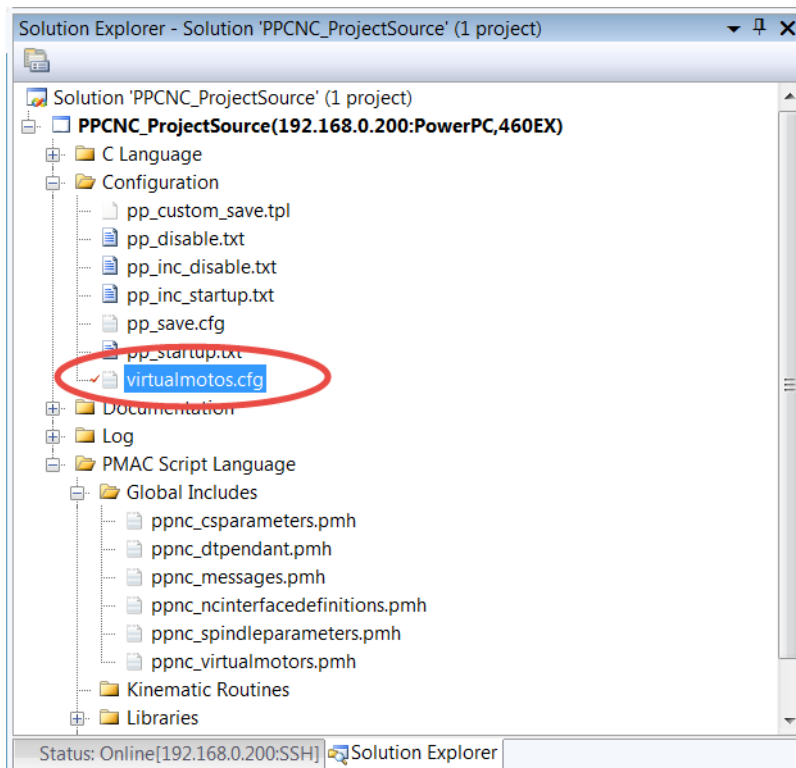 Solution Explorer - Solution 'PPCNC_ProjectSource' (1 project)
Solution 'PPCNC_ProjectSource' (1 project)
PPCNC_ProjectSource(192.168.0.200:PowerPC,460EX)
C Language
Configuration
pp_custom_save.tpl
pp_disable.txt
pp_inc_disable.txt
pp_inc_startup.txt
pp_save.cfg
pp_startup.txt
virtualmotos.cfg
Documentation
Log
PMAC Script Language
Global Includes
ppnc_csparameters.pmh
ppnc_dtpendant.pmh
ppnc_messages.pmh
ppnc_ncinterfacedefinitions.pmh
ppnc_spindleparameters.pmh
ppnc_virtualmotors.pmh
Kinematic Routines
Libraries
Status: Online[192.168.0.200:SSH] Solution Explorer